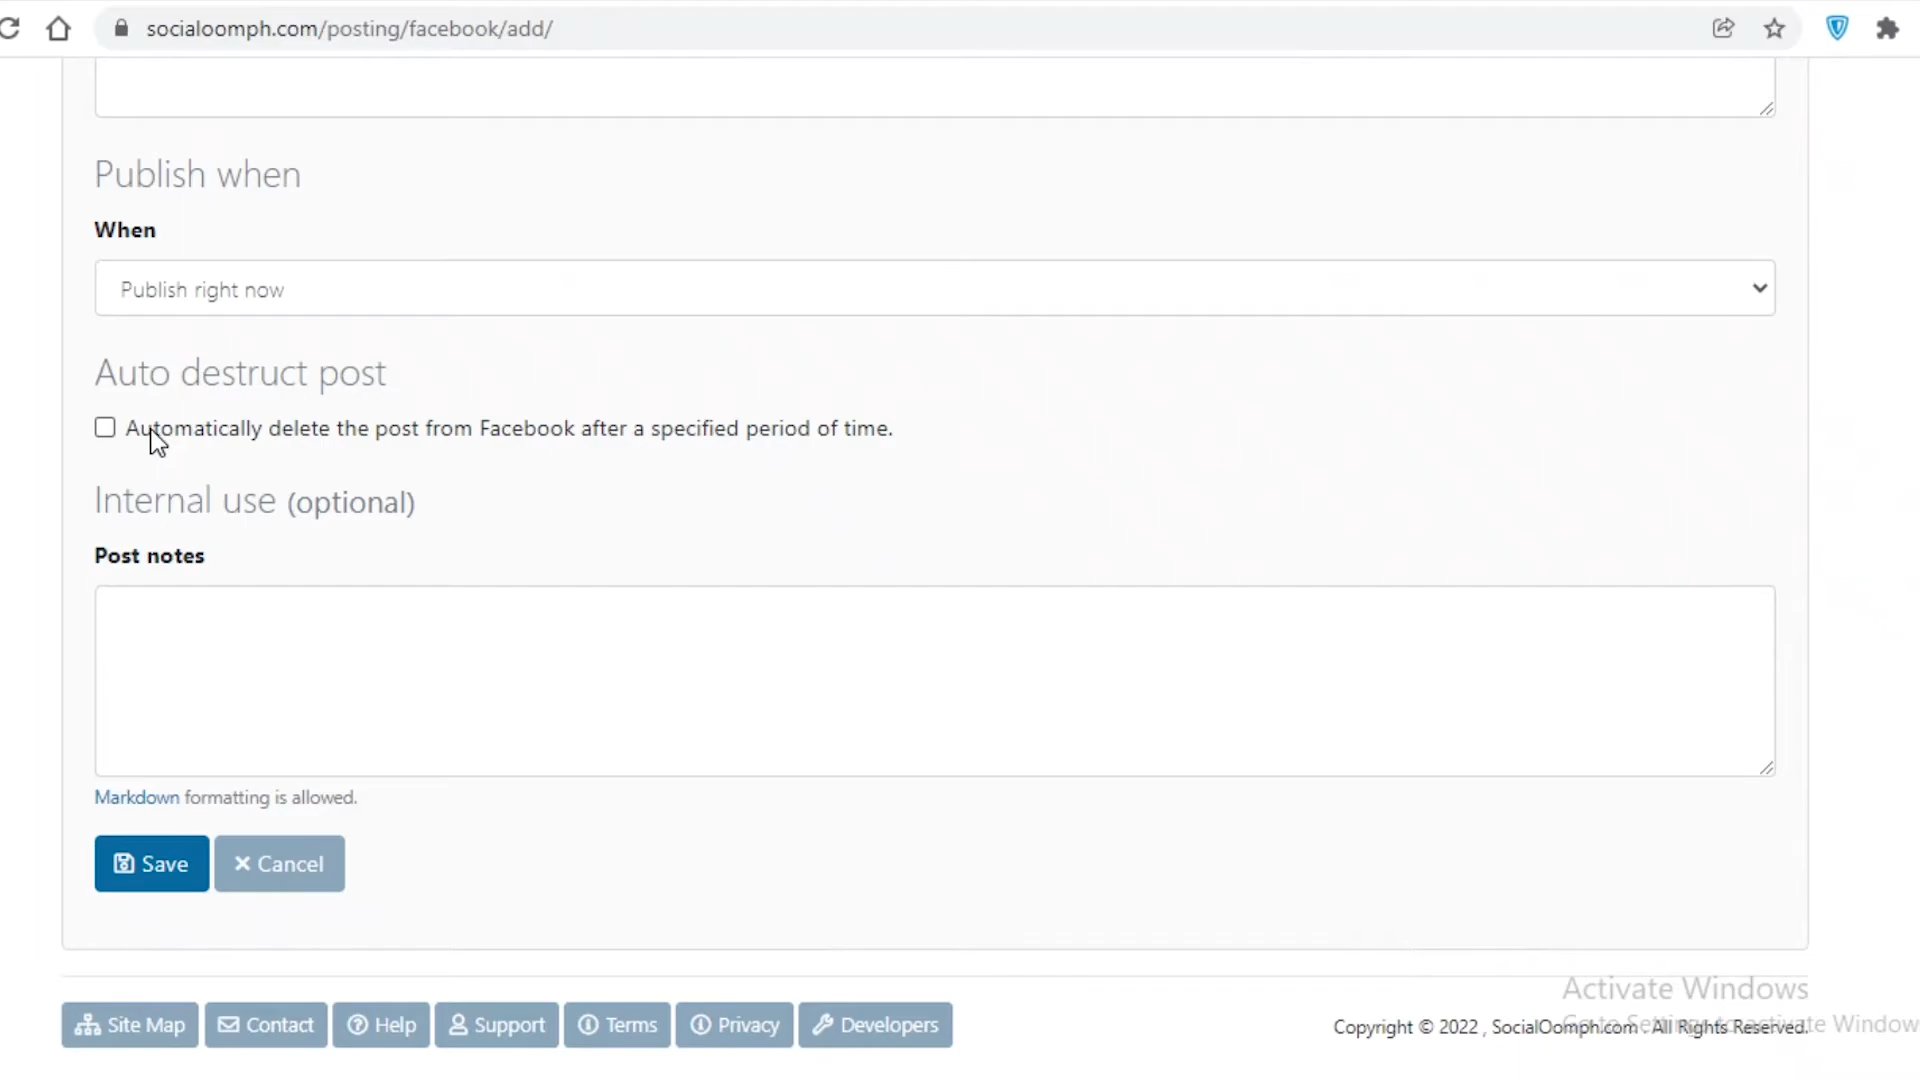 socialoomph.com/posting/facebook/add/
Publish when
When
Publish right now
Auto destruct post
Automatically delete the post from Facebook after a specified period of time.
Internal use (optional)
Post notes
Markdown formatting is allowed.
Save
Cancel
Activate Windows
Site Map
Contact
Help
Support
Terms
Privacy
Developers
Copyright © 2022 , SocialOomph.com . All Rights Reserved.
Go to Settings to activate Window